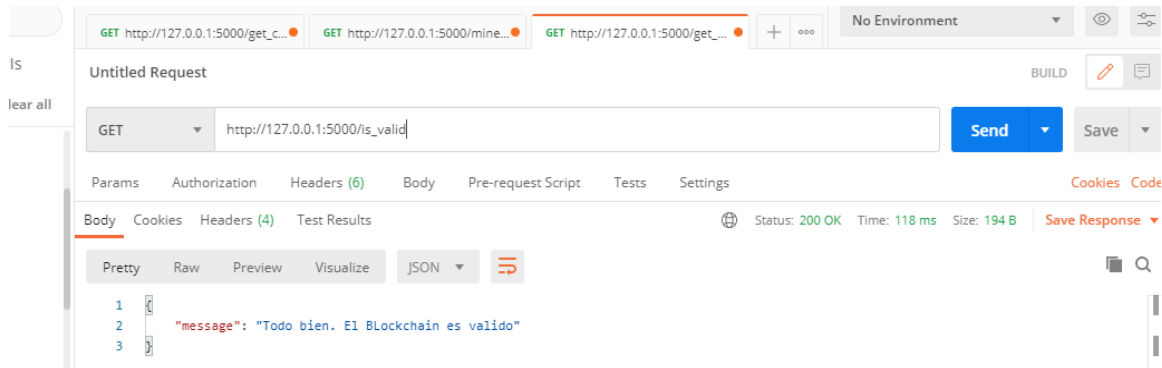 GET http://127.0.0.1:5000/get_c... GET http://127.0.0.1:5000/mine... GET http://127.0.0.1:5000/get_... No Environment
ls
Untitled Request BUILD
lear all
GET http://127.0.0.1:5000/is_valid Send Save
Params Authorization Headers (6) Body Pre-request Script Tests Settings Cookies Code
Body Cookies Headers (4) Test Results Status: 200 OK Time: 118 ms Size: 194 B Save Response
Pretty Raw Preview Visualize JSON
1 {
2 "message": "Todo bien. El BLockchain es valido"
3 }